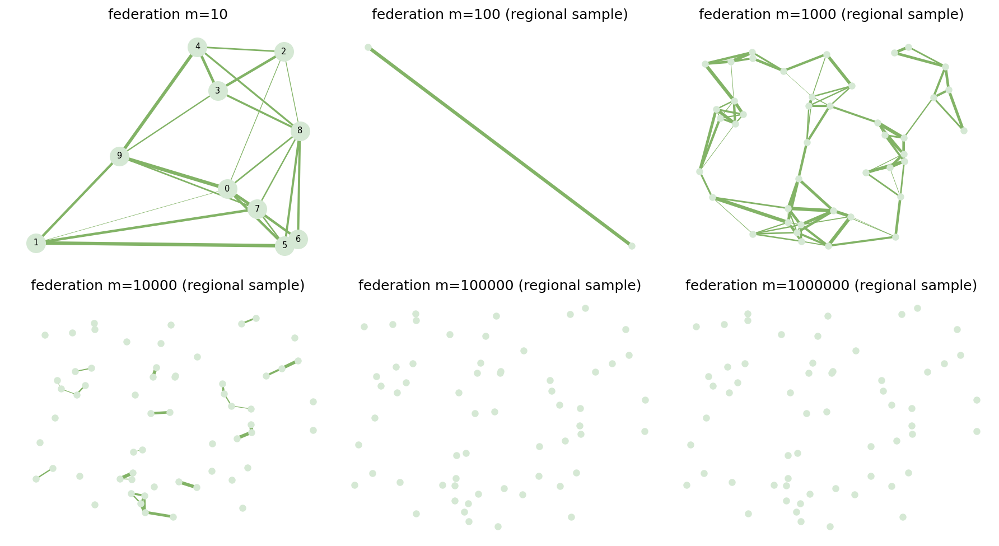 federation m=10
federation m=100 (regional sample)
federation m=1000 (regional sample)
4
2
3
8
9
0
7
1
6
5
federation m=10000 (regional sample)
federation m=100000 (regional sample)
federation m=1000000 (regional sample)